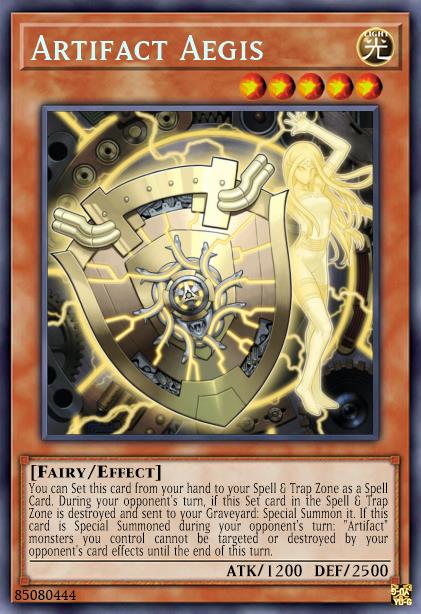 ARTIFACT AEGIS
LIGHT
光
[FAIRY/EFFECT]
You can Set this card from your hand to your Spell & Trap Zone as a Spell
Card. During your opponent's turn, if this Set card in the Spell & Trap
Zone is destroyed and sent to your Graveyard: Special Summon it. If this
card is Special Summoned during your opponent's turn: "Artifact"
monsters you control cannot be targeted or destroyed by your
opponent's card effects until the end of this turn.
ATK/1200 DEF/2500
85080444